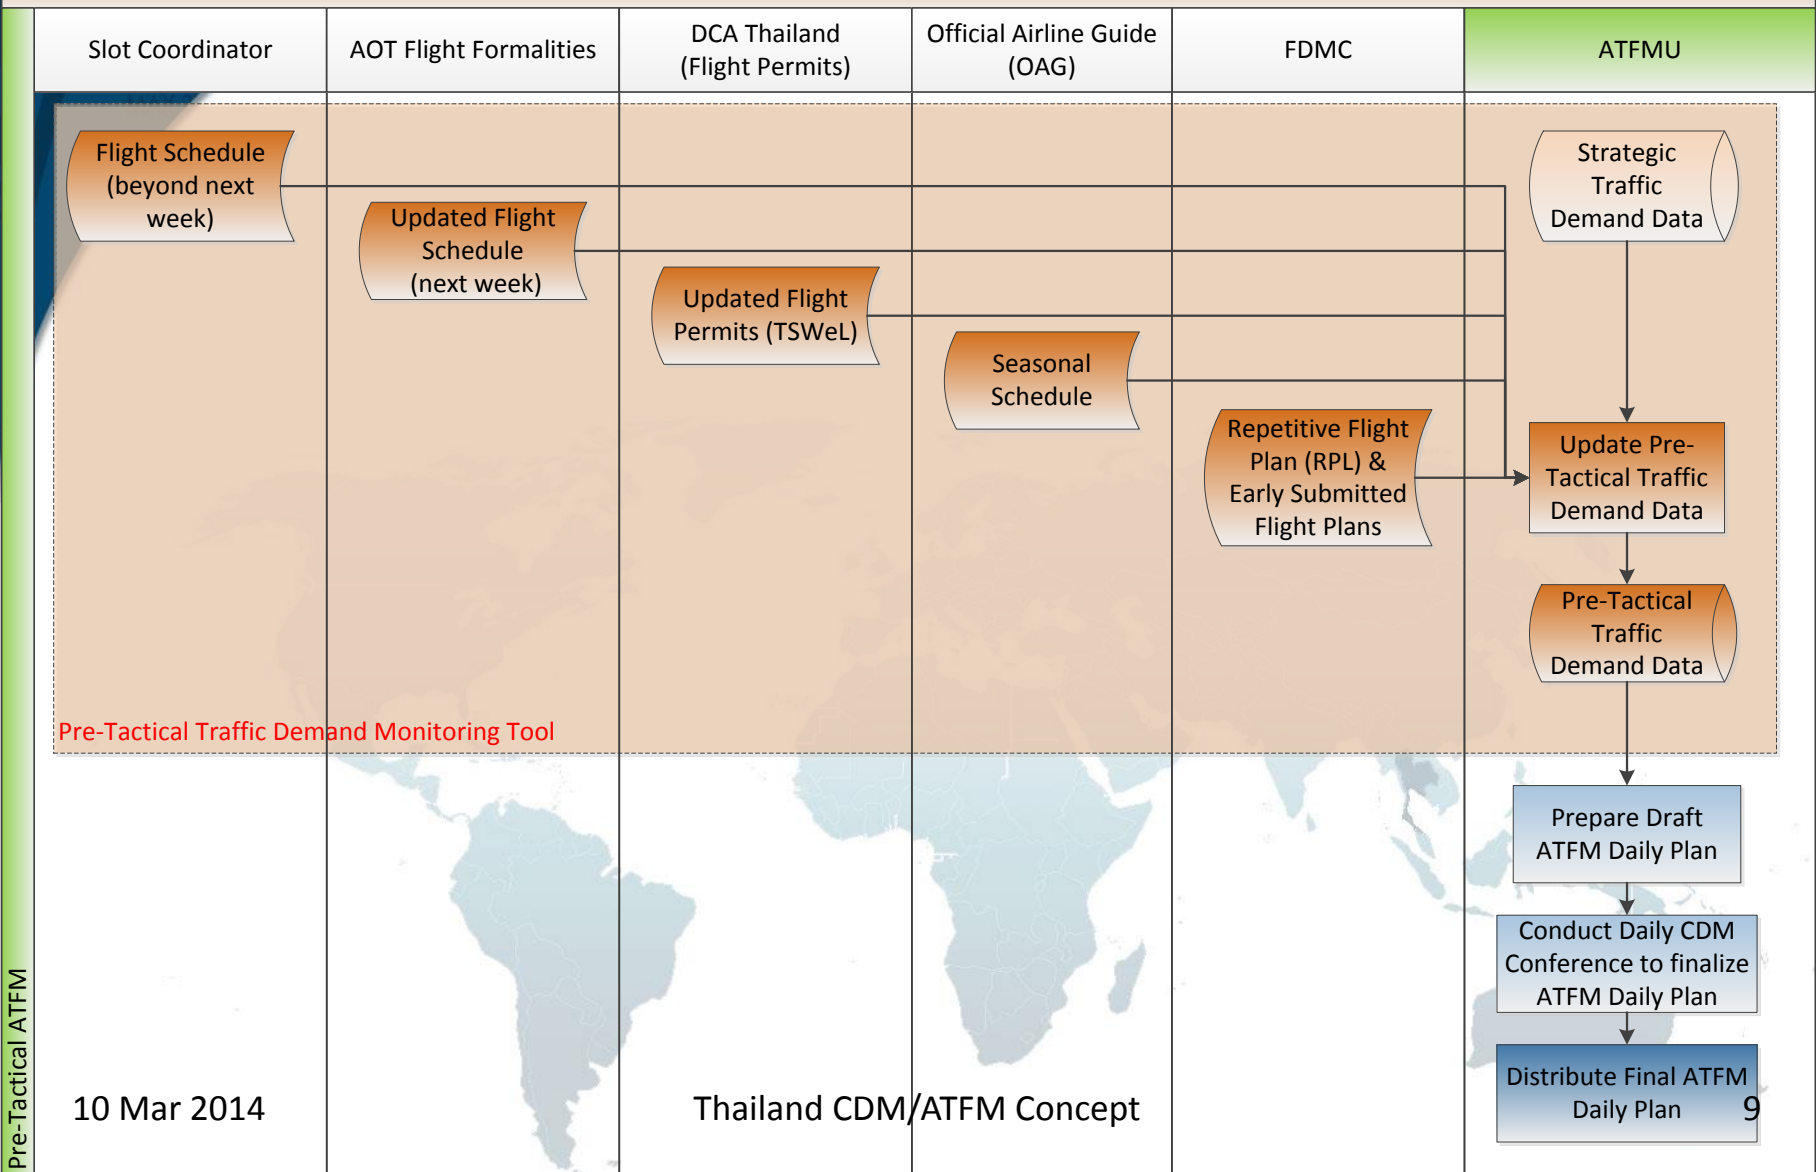 Slot Coordinator
AOT Flight Formalities
DCA Thailand
(Flight Permits)
Official Airline Guide
(OAG)
FDMC
ATFMU
Flight Schedule
(beyond next
week)
Updated Flight
Schedule
(next week)
Updated Flight
Permits (TSWeL)
Seasonal
Schedule
Repetitive Flight
Plan (RPL) &
Early Submitted
Flight Plans
Strategic
Traffic
Demand Data
Update Pre-
Tactical Traffic
Demand Data
Pre-Tactical
Traffic
Demand Data
Pre-Tactical Traffic Demand Monitoring Tool
Prepare Draft
ATFM Daily Plan
Conduct Daily CDM
Conference to finalize
ATFM Daily Plan
Distribute Final ATFM
Daily Plan
Pre-Tactical ATFM
10 Mar 2014
Thailand CDM/ATFM Concept
9